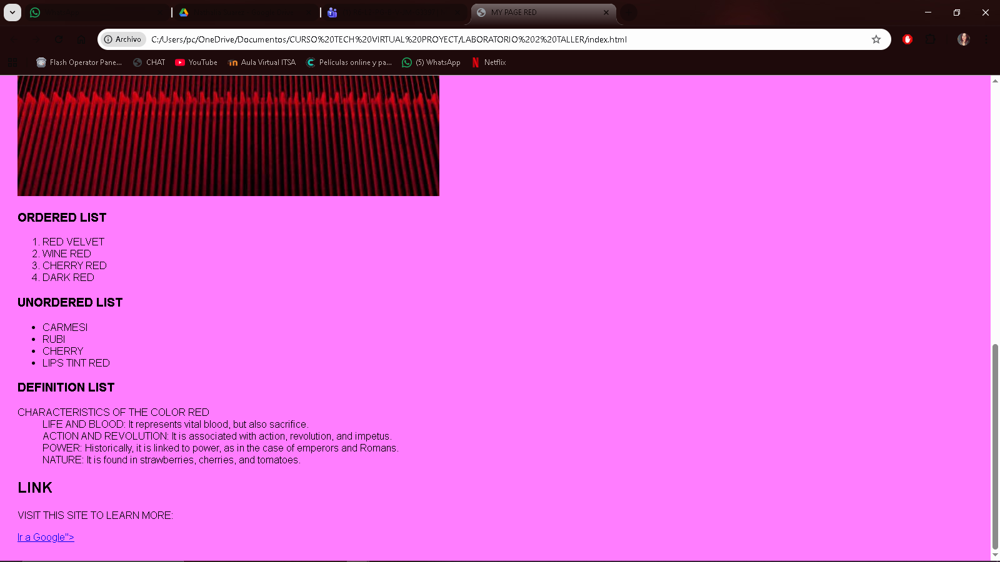 MY PAGE RED
Archivo C:/Users/pc/OneDrive/Documentos/CURSO%20TECH%20VIRTUAL%20PROYECT/LABORATORIO%202%20TALLER/index.html
Flash Operator Pane... CHAT YouTube Aula Virtual ITSA Películas online y pa... (5) WhatsApp Netflix
ORDERED LIST
1. RED VELVET
2. WINE RED
3. CHERRY RED
4. DARK RED
UNORDERED LIST
• CARMESI
• RUBI
• CHERRY
• LIPS TINT RED
DEFINITION LIST
CHARACTERISTICS OF THE COLOR RED
LIFE AND BLOOD: It represents vital blood, but also sacrifice.
ACTION AND REVOLUTION: It is associated with action, revolution, and impetus.
POWER: Historically, it is linked to power, as in the case of emperors and Romans.
NATURE: It is found in strawberries, cherries, and tomatoes.
LINK
VISIT THIS SITE TO LEARN MORE:
Ir a Google">